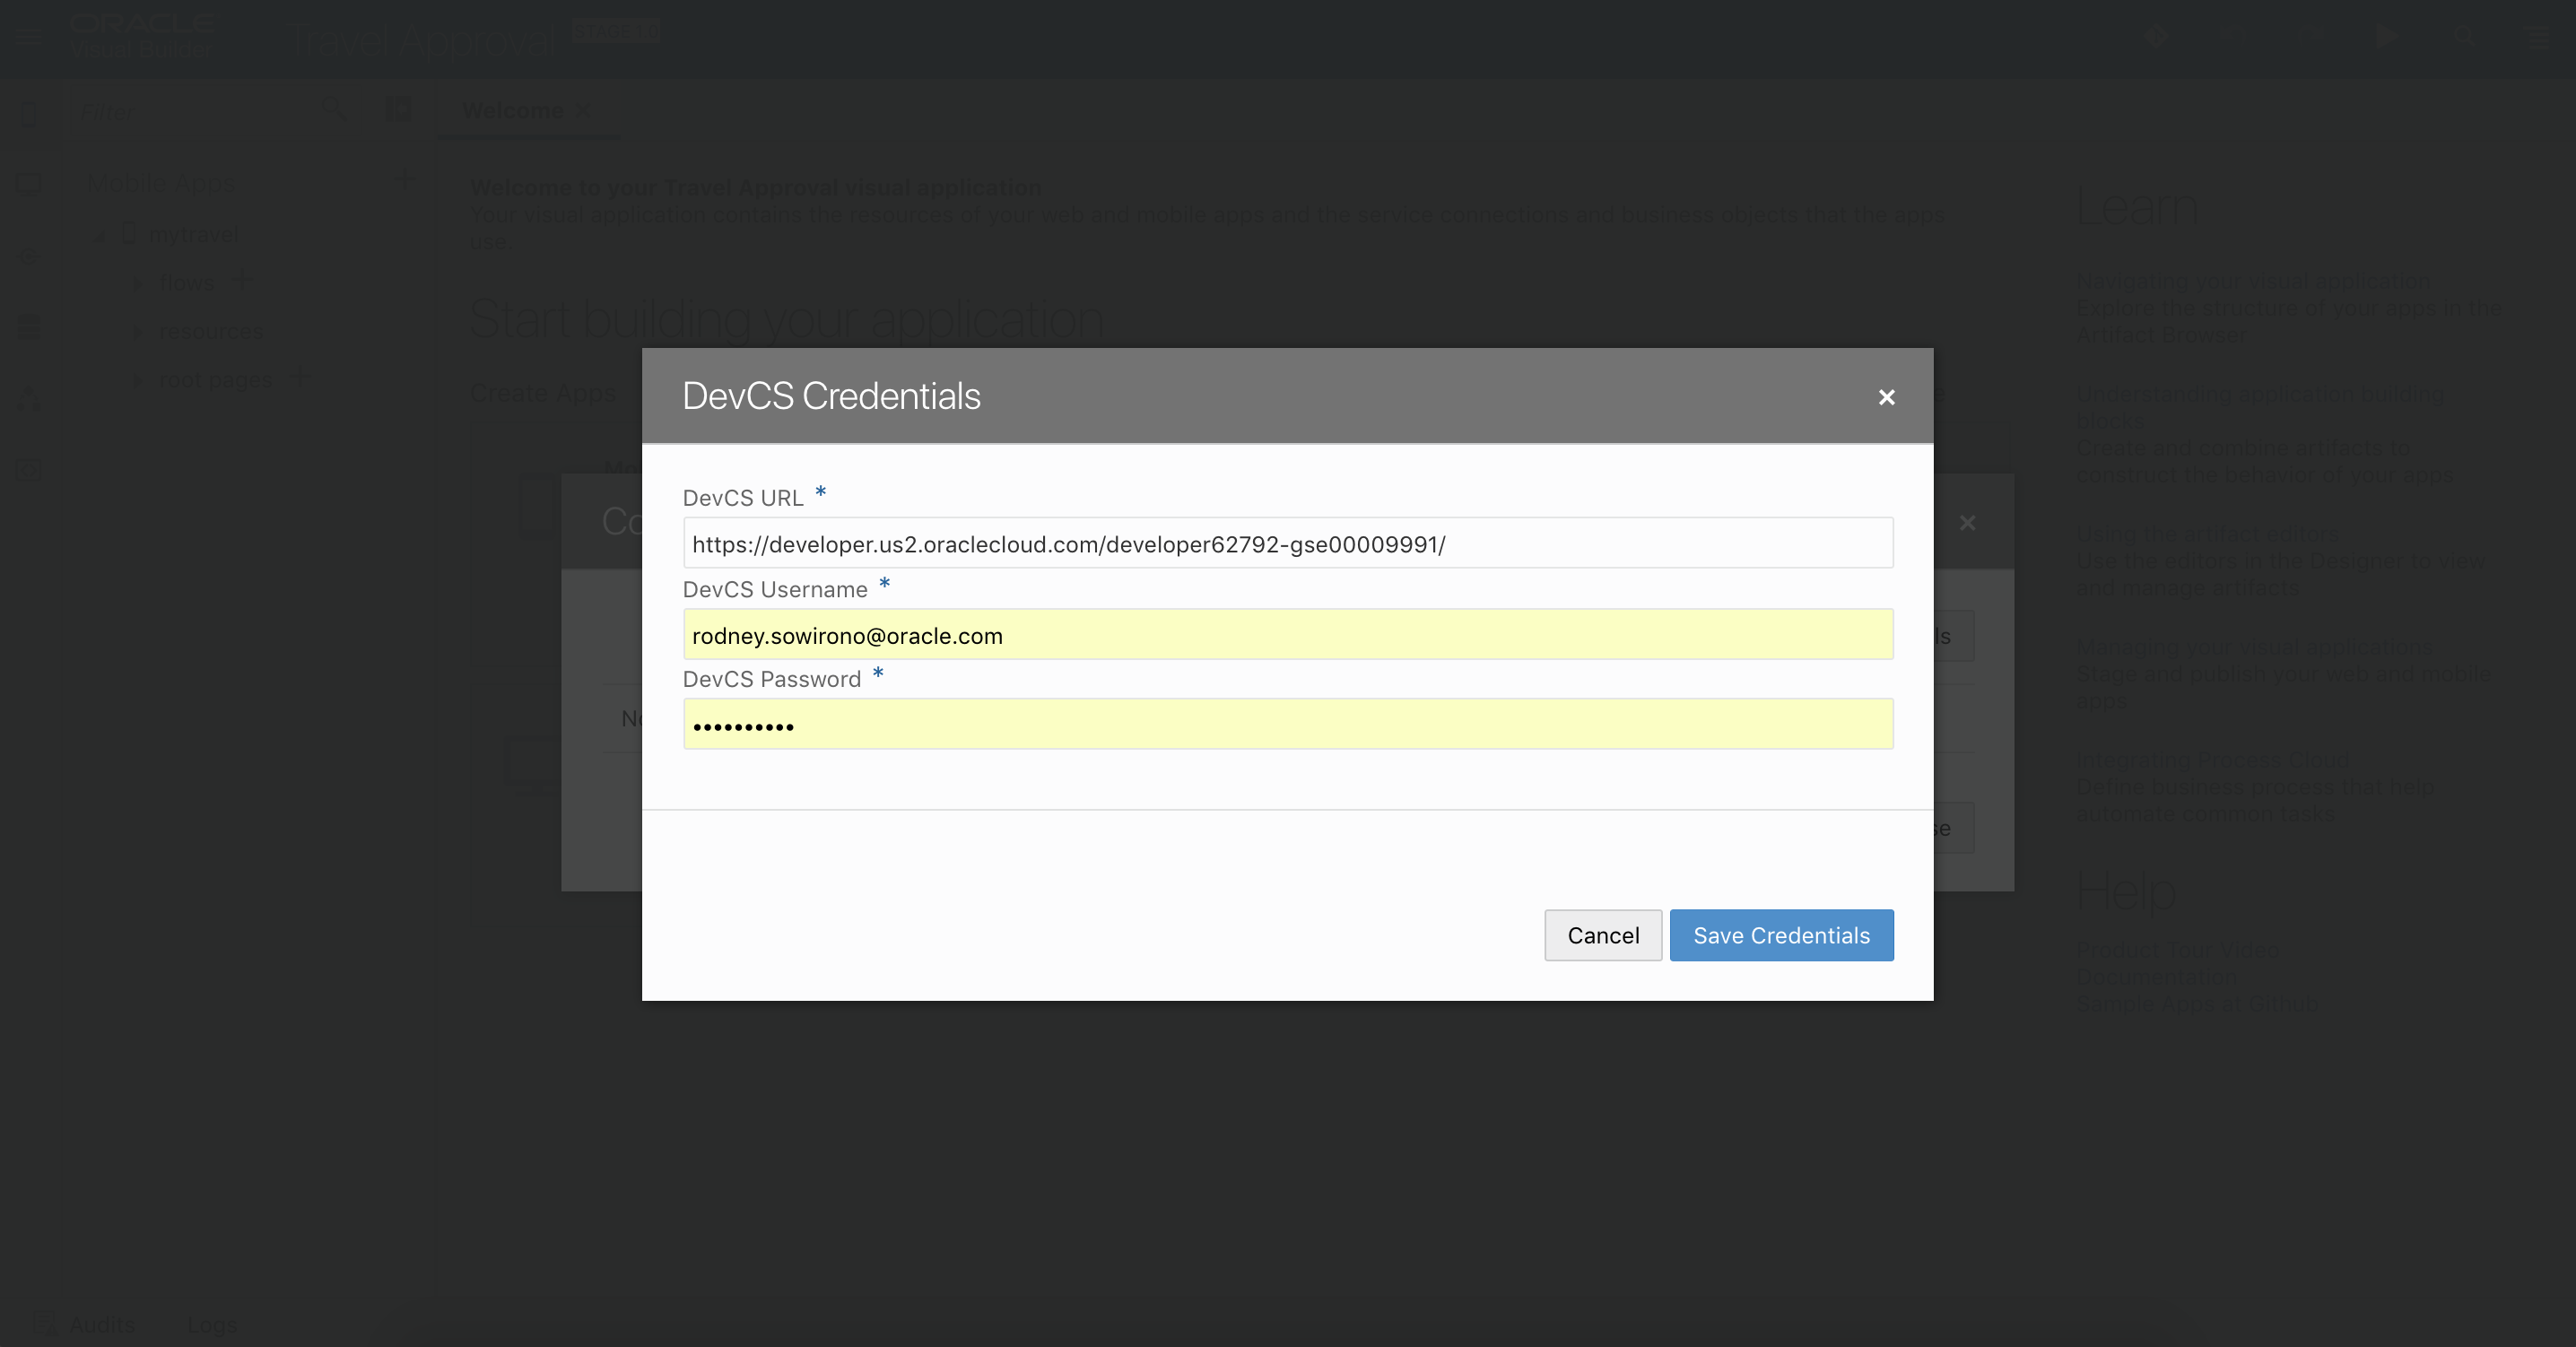 ORACLE
Visual Builder
Travel Approval
STAGE 1.0
Filter
Welcome ×
Mobile Apps
mytravel
flows
resources
root pages
Welcome to your Travel Approval visual application
Your visual application contains the resources of your web and mobile apps and the service connections and business objects that the apps
use.
Start building your application
Create Apps
DevCS Credentials
DevCS URL *
https://developer.us2.oraclecloud.com/developer62792-gse00009991/
DevCS Username *
rodney.sowirono@oracle.com
DevCS Password *
••••••••••
Cancel
Save Credentials
Learn
Navigating your visual application
Explore the structure of your apps in the
Artifact Browser
Understanding application building
blocks
Create and combine artifacts to
construct the behavior of your apps
Using the artifact editors
Use the editors in the Designer to view
and manage artifacts
Managing your visual applications
Stage and publish your web and mobile
apps
Integrating Process Cloud
Define business process that help
automate common tasks
Help
Product Tour Video
Documentation
Sample Apps at Github
Audits
Logs